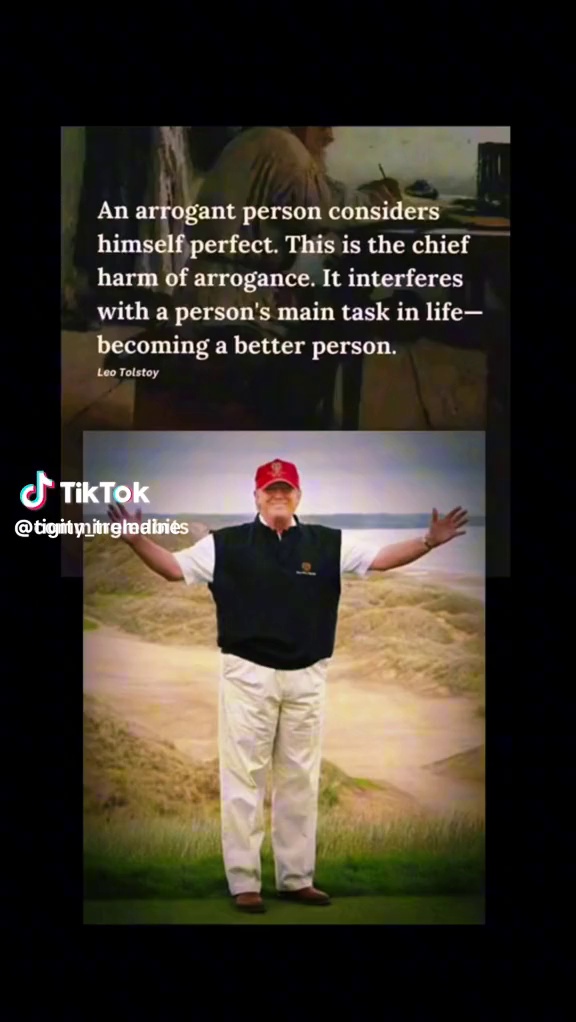 An arrogant person considers
himself perfect. This is the chief
harm of arrogance. It interferes
with a person's main task in life—
becoming a better person.
Leo Tolstoy
TikTok